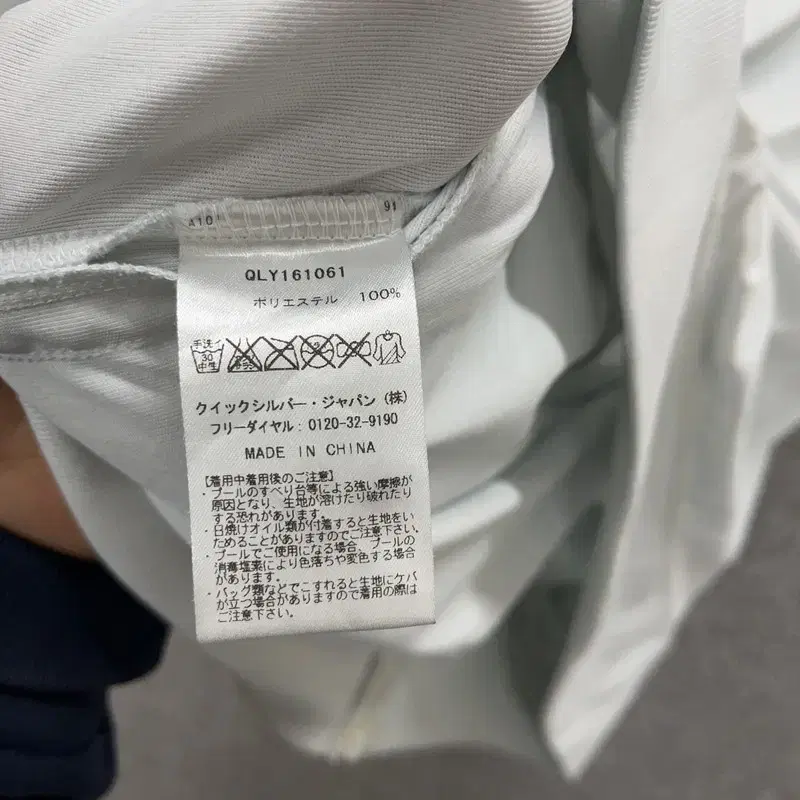 A10 91
QLY161061
ポリエステル 100%
手洗イ
30
中性
クイックシルバー・ジャパン (株)
フリーダイヤル : 0120-32-9190
MADE IN CHINA
【着用中着用後のご注意】
・プールのすべり台等による強い摩擦が
原因となり、生地が溶けたり破れたり
する恐れがあります。
・日焼けオイル類が付着すると生地をい
ためることがありますのでご注意下さい。
・プールでご使用になる場合、プールの
消毒塩素により色落ちや変色する場合
があります。
・バッグ類などでこすれると生地にケバ
が立つ場合がありますので着用の際は
ご注意下さい。